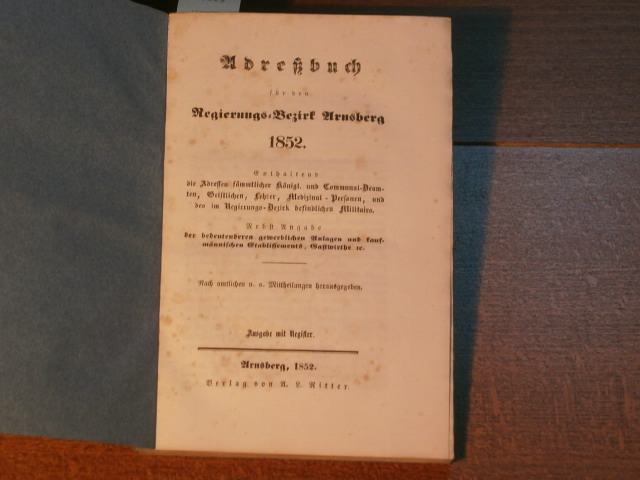 Adreßbuch
für den
Regierungs-Bezirk Arnsberg
1852.
Enthaltend
die Adressen sämmtlicher Königl. und Communal-Beam-
ten, Geistlichen, Lehrer, Medizinal-Personen, und
des im Regierungs-Bezirk befindlichen Militairs.
Nebst Angabe
der bedeutenderen gewerblichen Anlagen und kauf-
männischen Etablissements, Gastwirthe ꝛc.
Nach amtlichen u. a. Mittheilungen herausgegeben.
Ausgabe mit Register.
Arnsberg, 1852.
Verlag von A. L. Ritter.